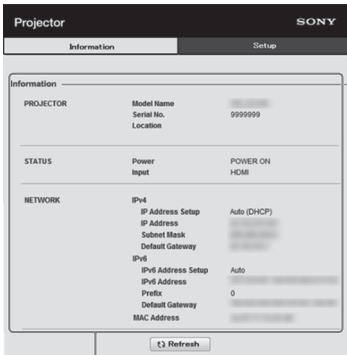 Projector SONY
Information Setup
Information
PROJECTOR Model Name
Serial No. 9999999
Location
STATUS Power POWER ON
Input HDMI
NETWORK IPv4
IP Address Setup Auto (DHCP)
IP Address
Subnet Mask
Default Gateway
IPv6
IPv6 Address Setup Auto
IPv6 Address
Prefix 0
Default Gateway
MAC Address
Refresh